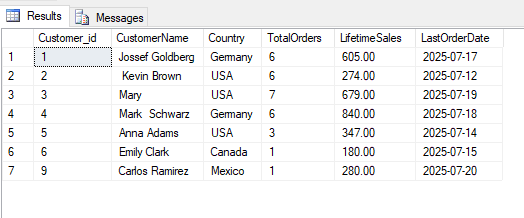 Results Messages
Customer_id CustomerName Country TotalOrders LifetimeSales LastOrderDate
1 1 Jossef Goldberg Germany 6 605.00 2025-07-17
2 2 Kevin Brown USA 6 274.00 2025-07-12
3 3 Mary USA 7 679.00 2025-07-19
4 4 Mark  Schwarz Germany 6 840.00 2025-07-18
5 5 Anna Adams USA 3 347.00 2025-07-14
6 6 Emily Clark Canada 1 180.00 2025-07-15
7 9 Carlos Ramirez Mexico 1 280.00 2025-07-20